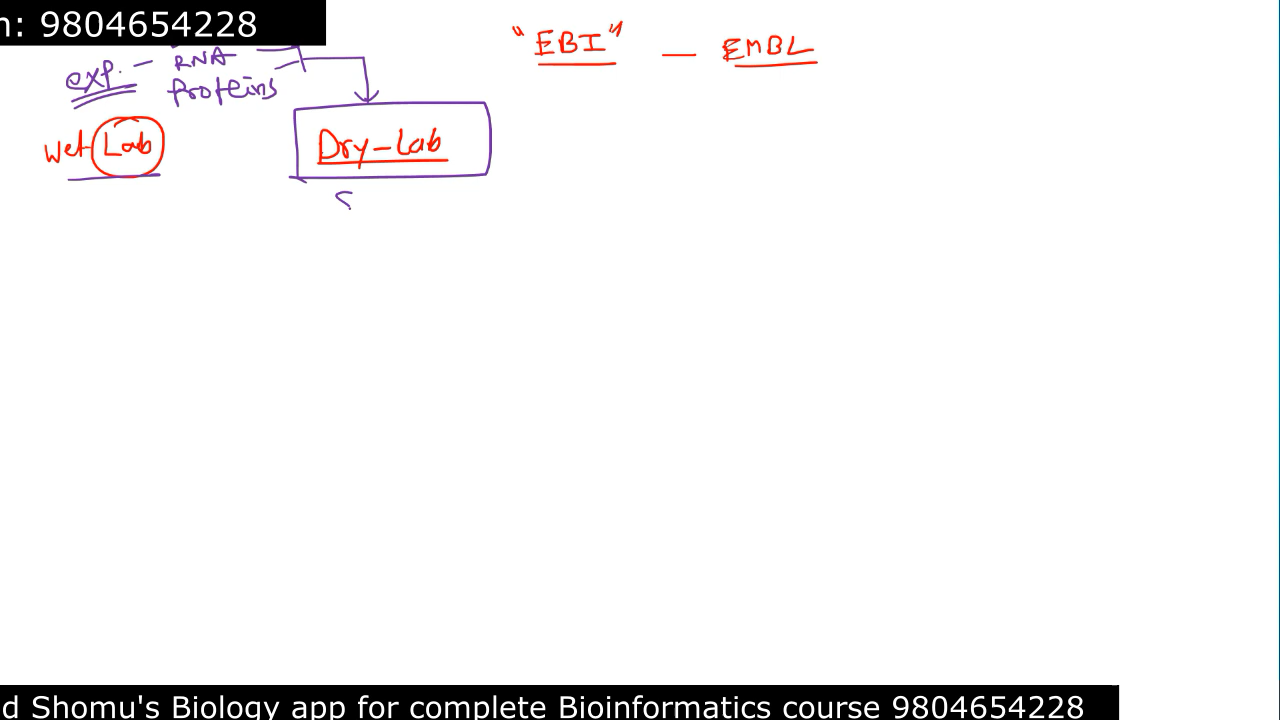 n: 9804654228
"EBI" — EMBL
exp. — RNA
Proteins
Wet Lab
Dry-Lab
S
d Shomu's Biology app for complete Bioinformatics course 9804654228